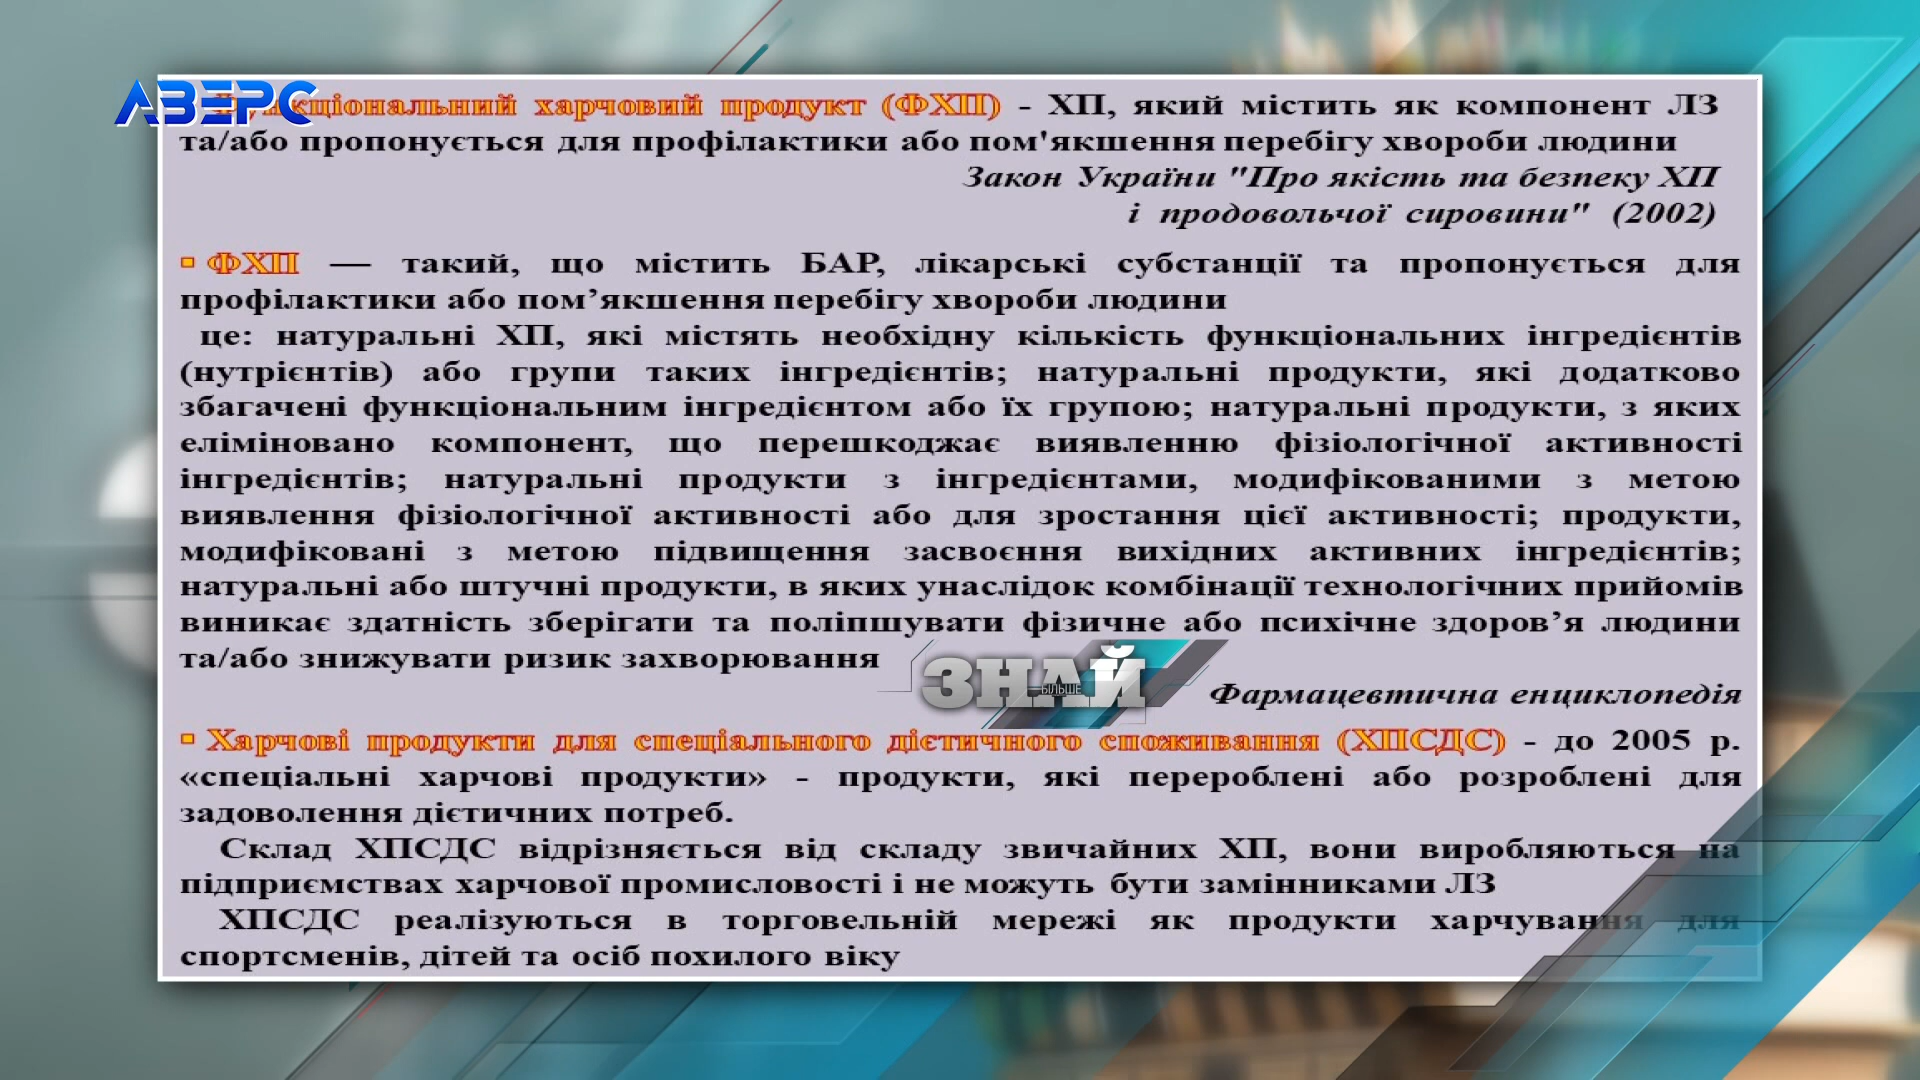 АВЕРС
Функціональний харчовий продукт (ФХП) - ХП, який містить як компонент ЛЗ
та/або пропонується для профілактики або пом'якшення перебігу хвороби людини
Закон України "Про якість та безпеку ХП
і продовольчої сировини" (2002)
ФХП — такий, що містить БАР, лікарські субстанції та пропонується для
профілактики або пом’якшення перебігу хвороби людини
це: натуральні ХП, які містять необхідну кількість функціональних інгредієнтів
(нутрієнтів) або групи таких інгредієнтів; натуральні продукти, які додатково
збагачені функціональним інгредієнтом або їх групою; натуральні продукти, з яких
еліміновано компонент, що перешкоджає виявленню фізіологічної активності
інгредієнтів; натуральні продукти з інгредієнтами, модифікованими з метою
виявлення фізіологічної активності або для зростання цієї активності; продукти,
модифіковані з метою підвищення засвоєння вихідних активних інгредієнтів;
натуральні або штучні продукти, в яких унаслідок комбінації технологічних прийомів
виникає здатність зберігати та поліпшувати фізичне або психічне здоров’я людини
та/або знижувати ризик захворювання
ЗНАЙ
БІЛЬШЕ
Фармацевтична енциклопедія
Харчові продукти для спеціального дієтичного споживання (ХПСДС) - до 2005 р.
«спеціальні харчові продукти» - продукти, які перероблені або розроблені для
задоволення дієтичних потреб.
Склад ХПСДС відрізняється від складу звичайних ХП, вони виробляються на
підприємствах харчової промисловості і не можуть бути замінниками ЛЗ
ХПСДС реалізуються в торговельній мережі як продукти харчування для
спортсменів, дітей та осіб похилого віку